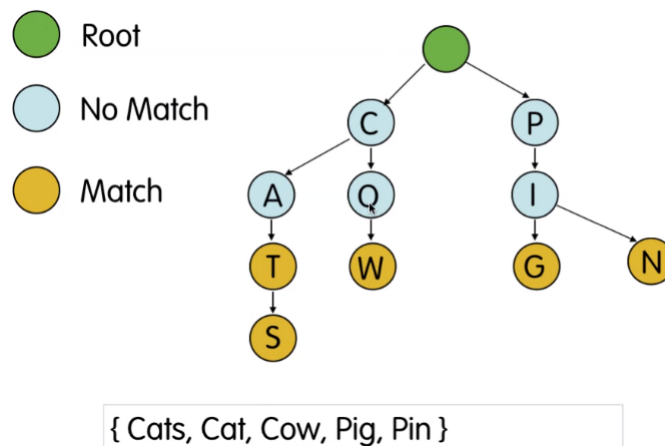 Root
No Match
Match
C P
A O I
T W G N
S
{ Cats, Cat, Cow, Pig, Pin }